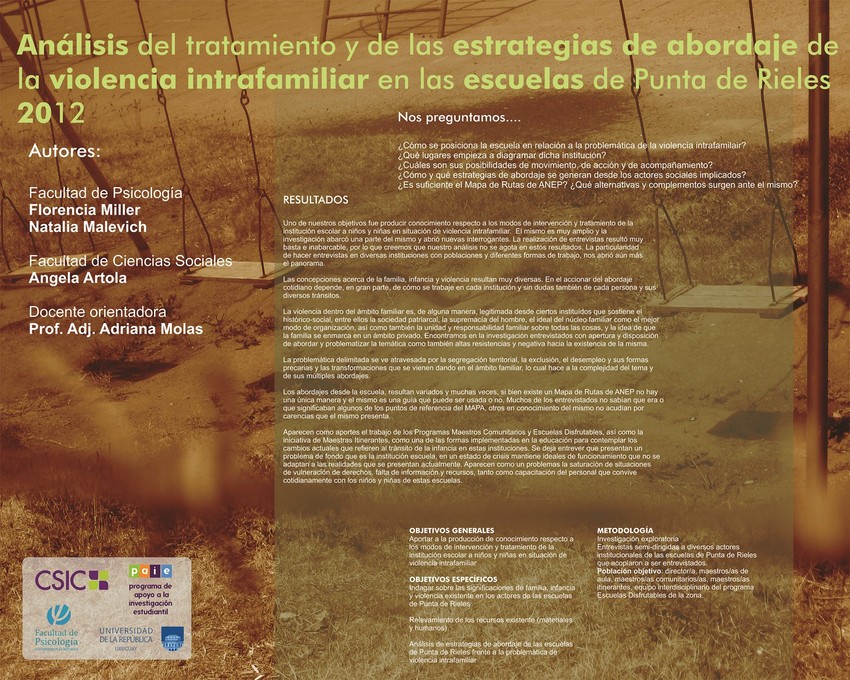 Análisis del tratamiento y de las estrategias de abordaje de
la violencia intrafamiliar en las escuelas de Punta de Rieles
2012
Autores:
Facultad de Psicología
Florencia Miller
Natalia Malevich
Facultad de Ciencias Sociales
Angela Artola
Docente orientadora
Prof. Adj. Adriana Molas
Nos preguntamos....
¿Cómo se posiciona la escuela en relación a la problemática de la violencia intrafamilair?
¿Qué lugares empieza a diagramar dicha institución?
¿Cuáles son sus posibilidades de movimiento, de acción y de acompañamiento?
¿Cómo y qué estrategias de abordaje se generan desde los actores sociales implicados?
¿Es suficiente el Mapa de Rutas de ANEP? ¿Qué alternativas y complementos surgen ante el mismo?
RESULTADOS
Uno de nuestros objetivos fue producir conocimiento respecto a los modos de intervención y tratamiento de la
institución escolar a niños y niñas en situación de violencia intrafamiliar. El mismo es muy amplio y la
investigación abarcó una parte del mismo y abrió nuevas interrogantes. La realización de entrevistas resultó muy
basta e inabarcable, por lo que creemos que nuestro análisis no se agota en estos resultados. La particularidad
de hacer entrevistas en diversas instituciones con poblaciones y diferentes formas de trabajo, nos abrió aún más
el panorama.
Las concepciones acerca de la familia, infancia y violencia resultan muy diversas. En el accionar del abordaje
cotidiano depende, en gran parte, de cómo se trabaje en cada institución y sin dudas también de cada persona y sus
diversos tránsitos.
La violencia dentro del ámbito familiar es, de alguna manera, legitimada desde ciertos institudos que sostiene el
histórico-social, entre ellos la sociedad patriarcal, la supremacía del hombre, el ideal del núcleo familiar como el mejor
modo de organización, así como también la unidad y responsabilidad familiar sobre todas las cosas, y la idea de que
la familia se enmarca en un ámbito privado. Encontramos en la investigación entrevistados con apertura y disposición
de abordar y problematizar la temática como también altas resistencias y negativa hacia la existencia de la misma.
La problemática delimitada se ve atravesada por la segregación territorial, la exclusión, el desempleo y sus formas
precarias y las transformaciones que se vienen dando en el ámbito familiar, lo cual hace a la complejidad del tema y
de sus múltiples abordajes.
Los abordajes desde la escuela, resultan variados y muchas veces, si bien existe un Mapa de Rutas de ANEP no hay
una única manera y el mismo es una guía que puede ser usada o no. Muchos de los entrevistados no sabían que era o
que significaban algunos de los puntos de referencia del MAPA, otros en conocimiento del mismo no acudían por
carencias que el mismo presenta.
Aparecen como aportes el trabajo de los Programas Maestros Comunitarios y Escuelas Disfrutables, así como la
iniciativa de Maestras Itinerantes, como una de las formas implementadas en la educación para contemplar los
cambios actuales que refieren al tránsito de la infancia en estas instituciones. Se deja entrever que presentan un
problema de fondo que es la institución escuela, en un estado de crisis mantiene ideales de funcionamiento que no se
adaptan a las realidades que se presentan actualmente. Aparecen como un problemas la saturación de situaciones
de vulneración de derechos, falta de información y recursos, tanto como capacitación del personal que convive
cotidianamente con los niños y niñas de estas escuelas.
OBJETIVOS GENERALES
Aportar a la producción de conocimiento respecto a
los modos de intervención y tratamiento de la
institución escolar a niños y niñas en situación de
violencia intrafamiliar
OBJETIVOS ESPECÍFICOS
Indagar sobre las significaciones de familia, infancia
y violencia existente en los actores de las escuelas
de Punta de Rieles
Relevamiento de los recursos existente (materiales
y humanos)
Análisis de estrategias de abordaje de las escuelas
de Punta de Rieles frente a la problemática de
violencia intrafamiliar
METODOLOGÍA
Investigación exploratoria
Entrevistas semi-dirigidas a diversos actores
institucionales de las escuelas de Punta de Rieles
que acoplaron a ser entrevistados.
Población objetivo: director/a, maestros/as de
aula, maestros/as comunitarios/as, maestros/as
itinerantes, equipo interdisciplinario del programa
Escuelas Disfrutables de la zona.
CSIC
paie
programa de
apoyo a la
investigación
estudiantil
Facultad de
Psicología
UNIVERSIDAD
DE LA REPÚBLICA
URUGUAY